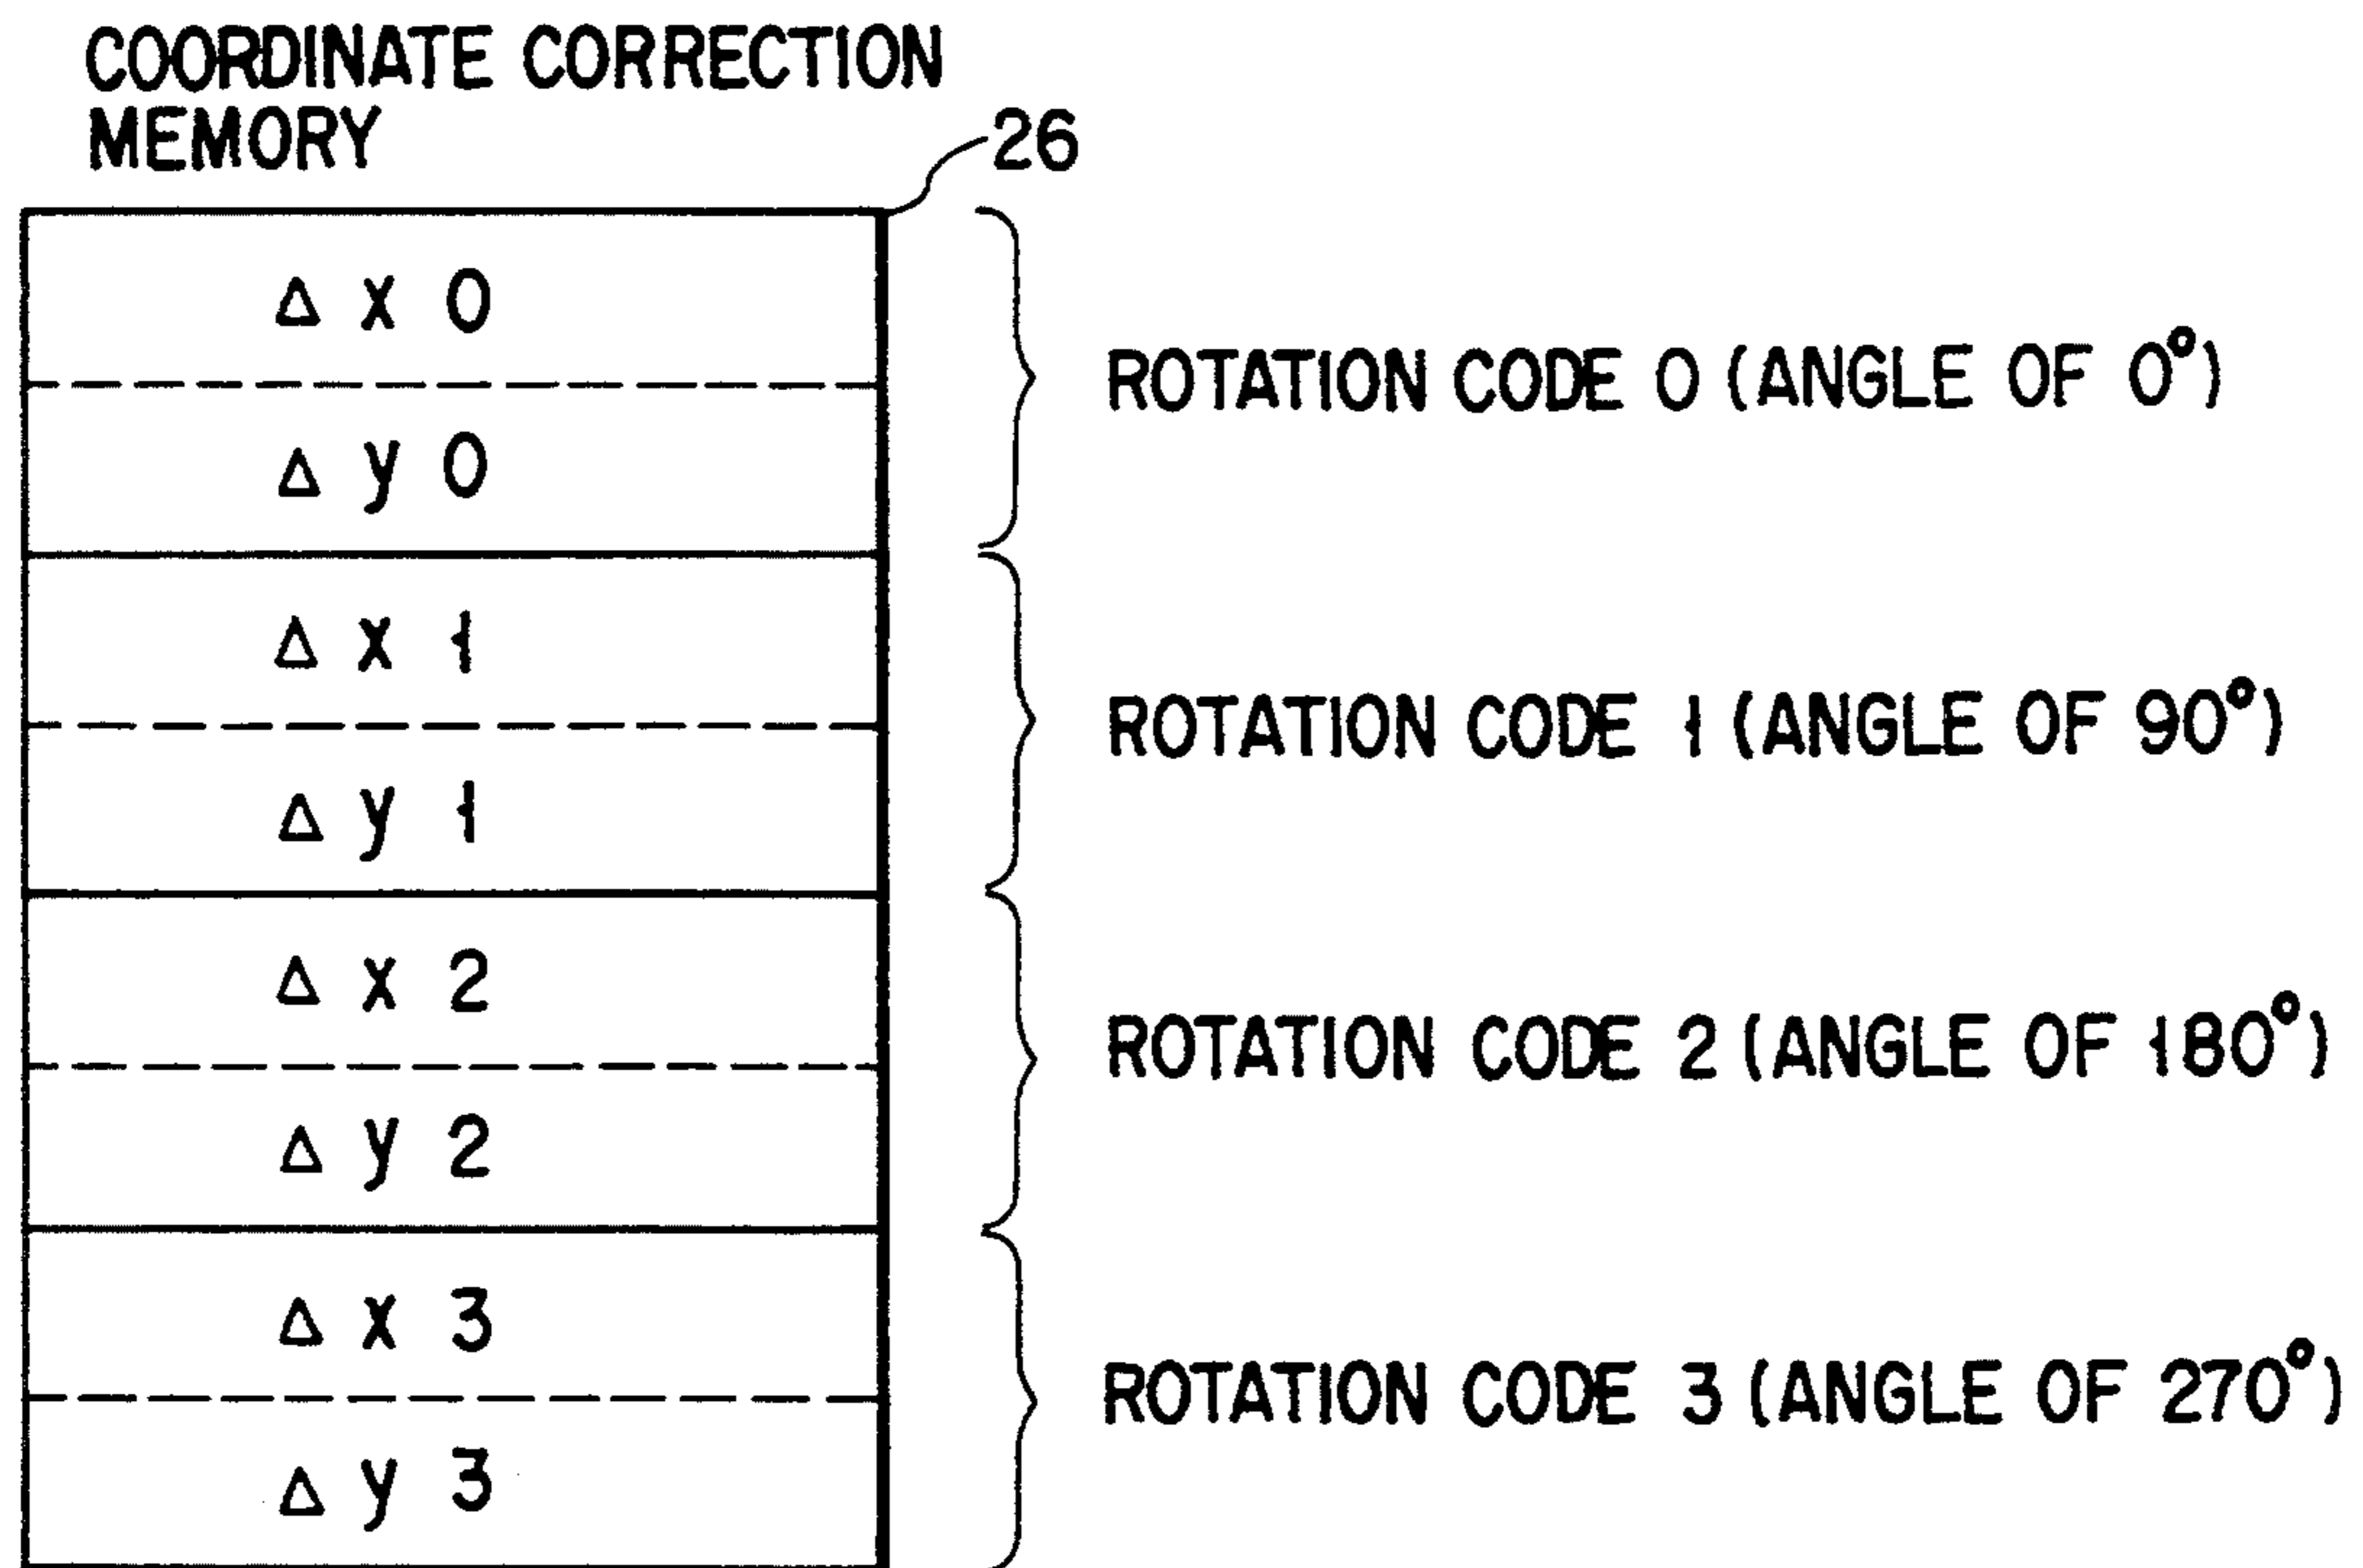 COORDINATE CORRECTION
MEMORY
26
Δ x 0
Δ y 0
ROTATION CODE 0 (ANGLE OF 0°)
Δ x 1
Δ y 1
ROTATION CODE 1 (ANGLE OF 90°)
Δ x 2
Δ y 2
ROTATION CODE 2 (ANGLE OF 180°)
Δ x 3
Δ y 3
ROTATION CODE 3 (ANGLE OF 270°)